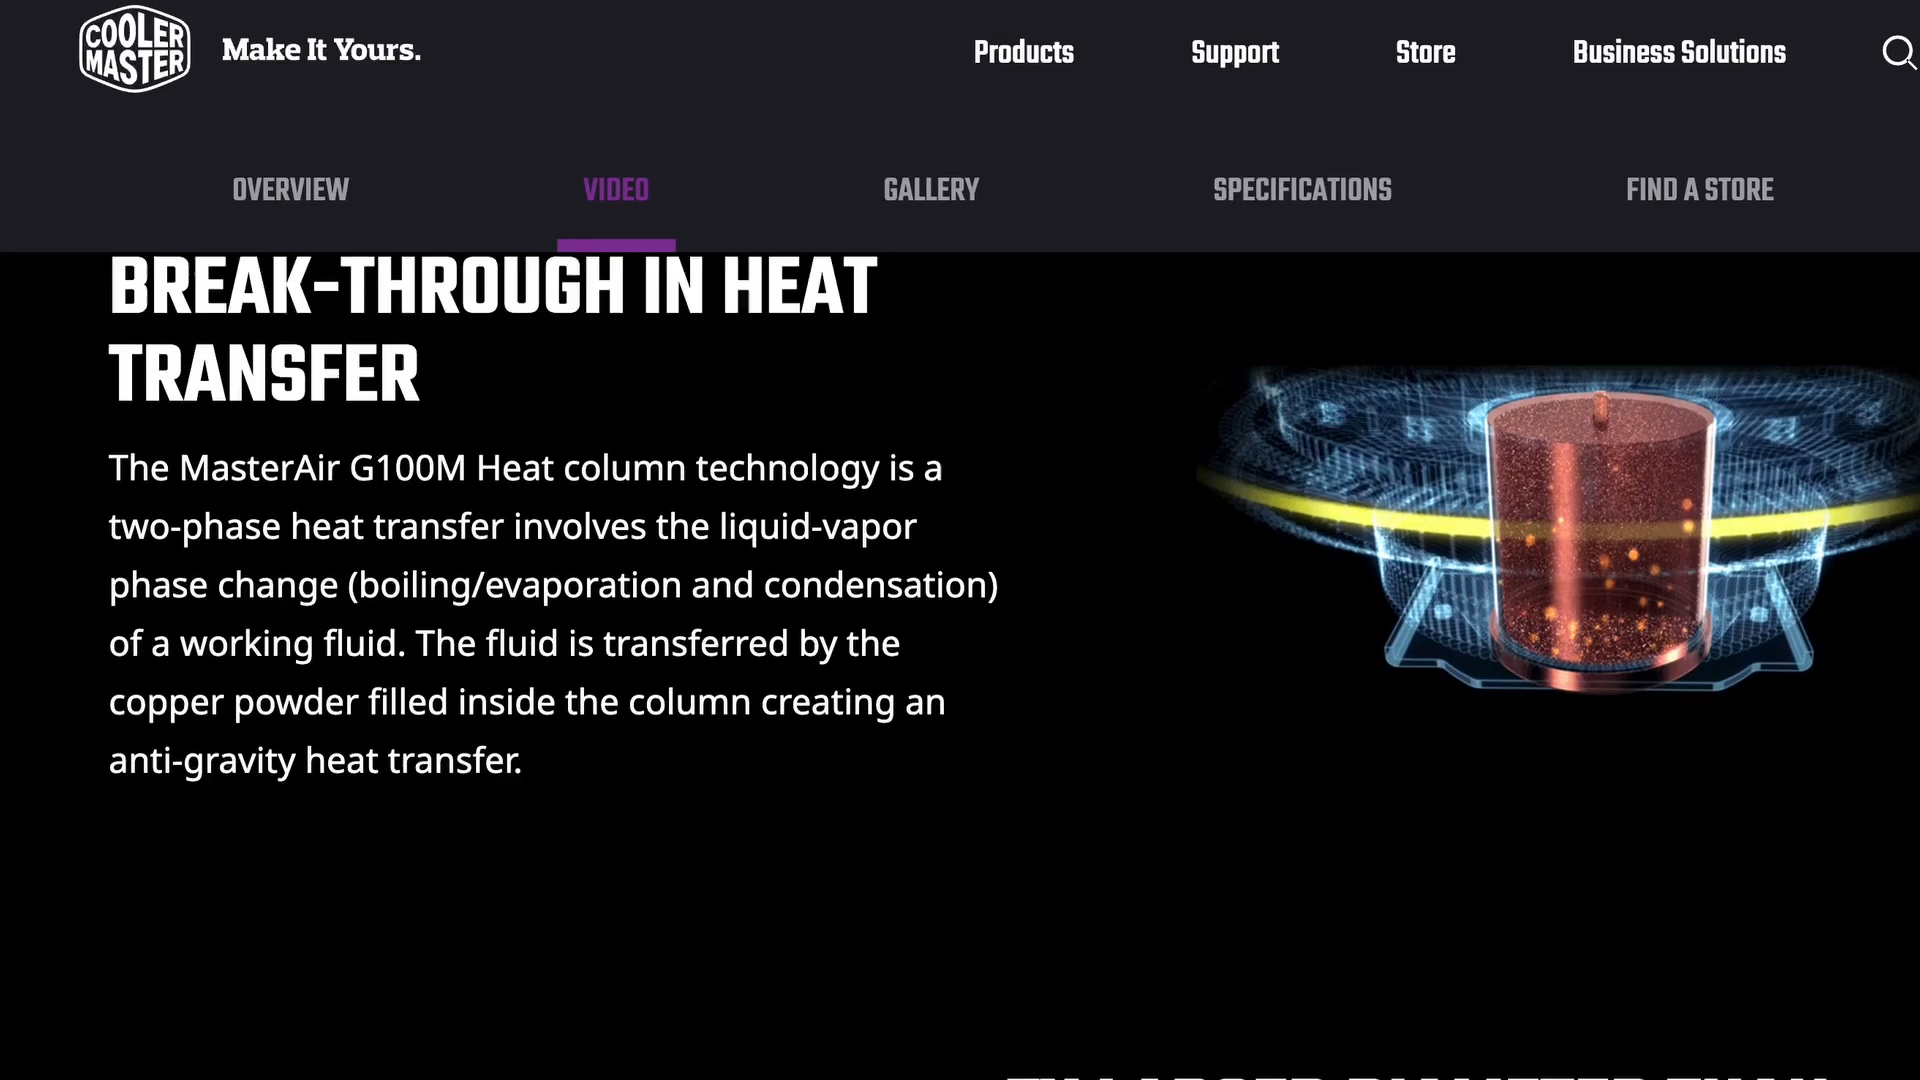 COOLER
MASTER
Make It Yours.
Products
Support
Store
Business Solutions
OVERVIEW
VIDEO
GALLERY
SPECIFICATIONS
FIND A STORE
BREAK-THROUGH IN HEAT
TRANSFER
The MasterAir G100M Heat column technology is a
two-phase heat transfer involves the liquid-vapor
phase change (boiling/evaporation and condensation)
of a working fluid. The fluid is transferred by the
copper powder filled inside the column creating an
anti-gravity heat transfer.